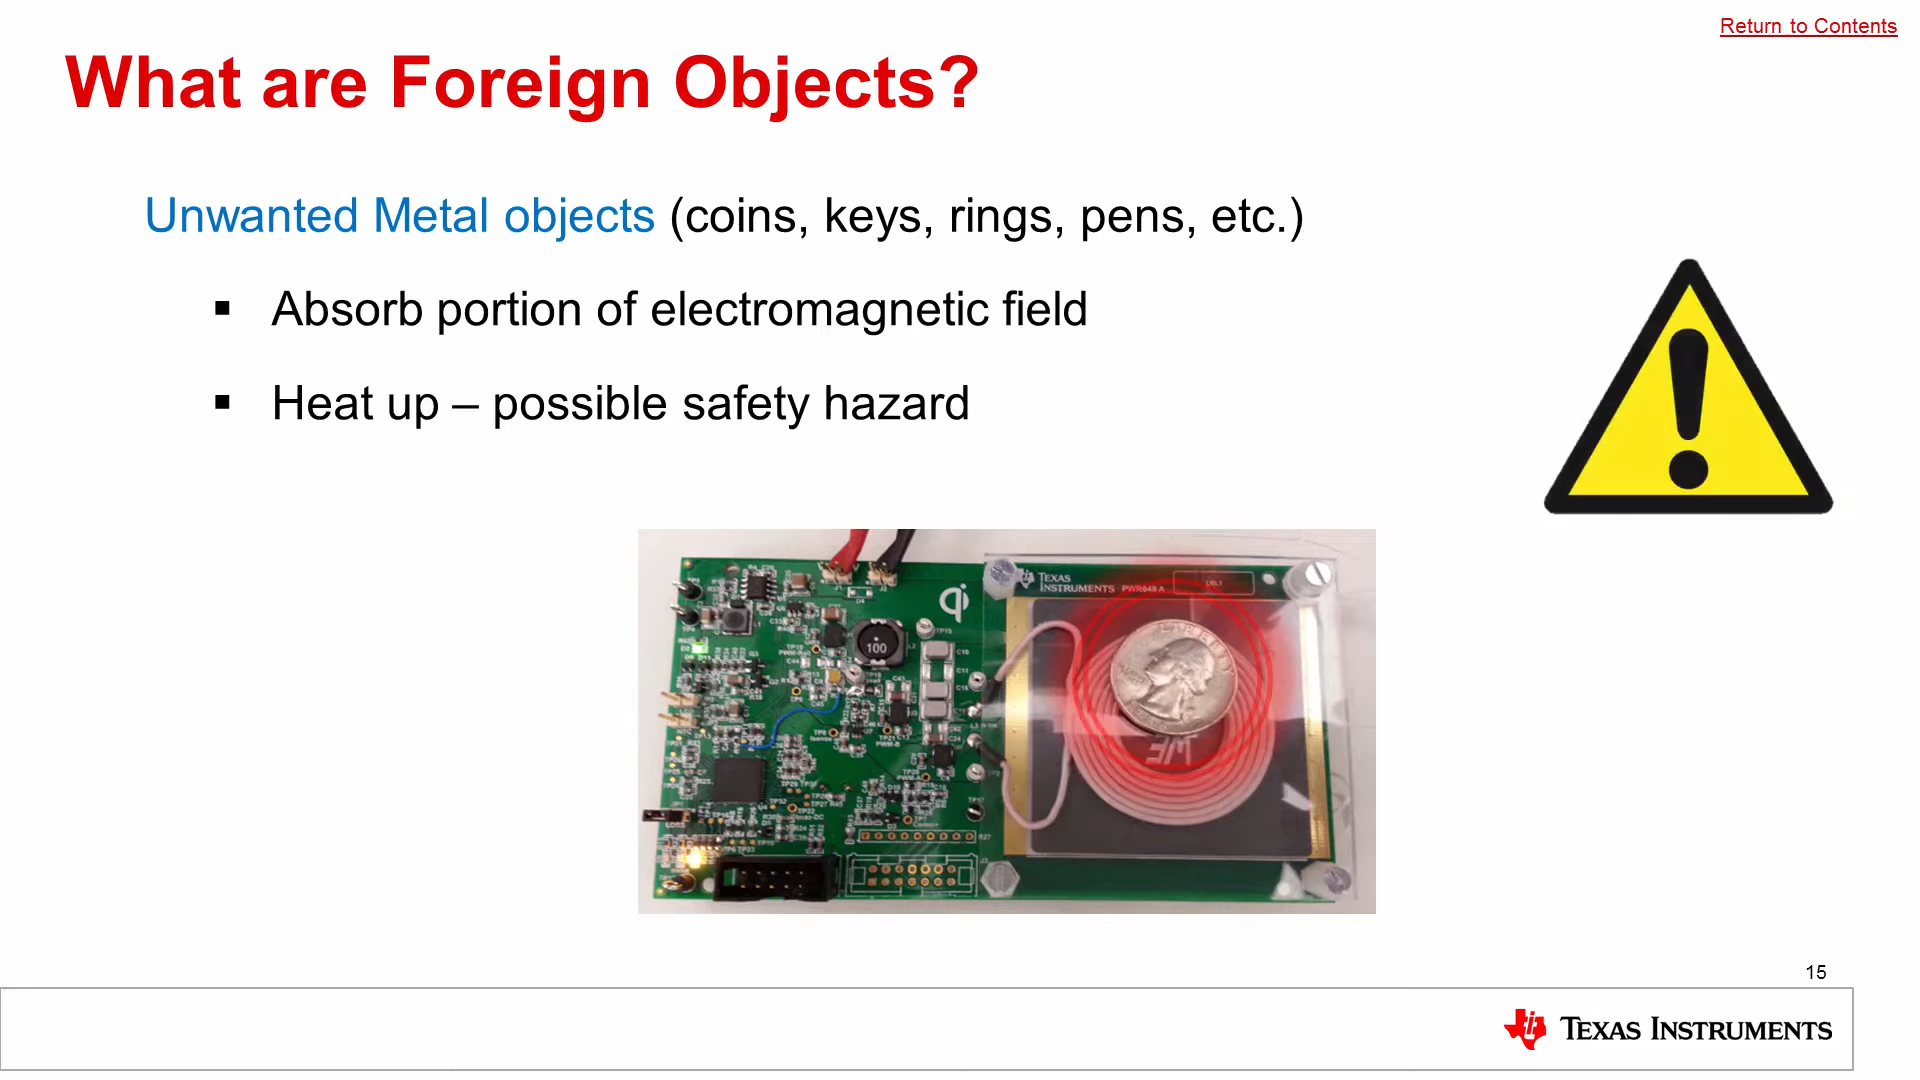 Return to Contents
What are Foreign Objects?
Unwanted Metal objects (coins, keys, rings, pens, etc.)
▪ Absorb portion of electromagnetic field
▪ Heat up – possible safety hazard
TEXAS
INSTRUMENTS PWR648 A
100
15
TEXAS INSTRUMENTS